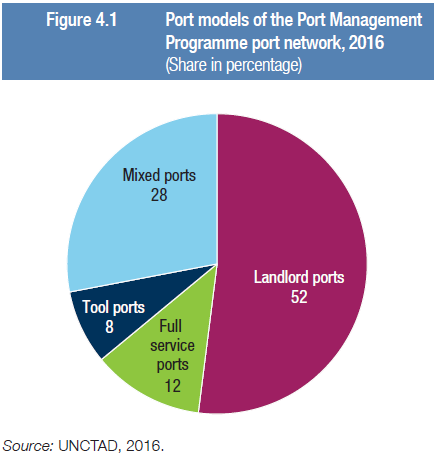 Figure 4.1
Port models of the Port Management
Programme port network, 2016
(Share in percentage)
Mixed ports
28
Landlord ports
52
Tool ports
8
Full
service
ports
12
Source: UNCTAD, 2016.